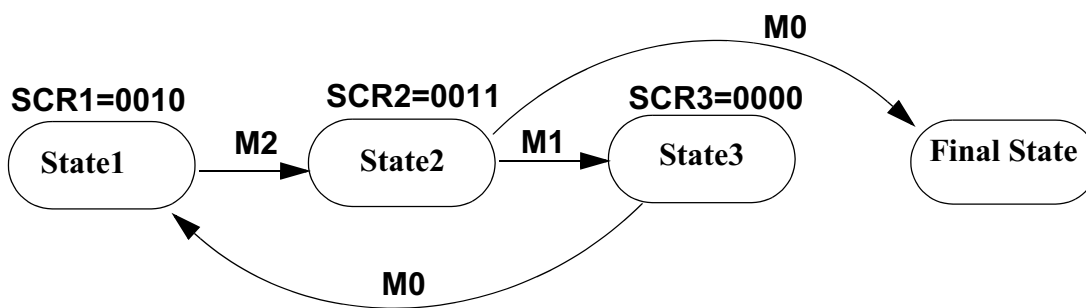 M0
SCR1=0010
SCR2=0011
SCR3=0000
State1
M2
State2
M1
State3
Final State
M0